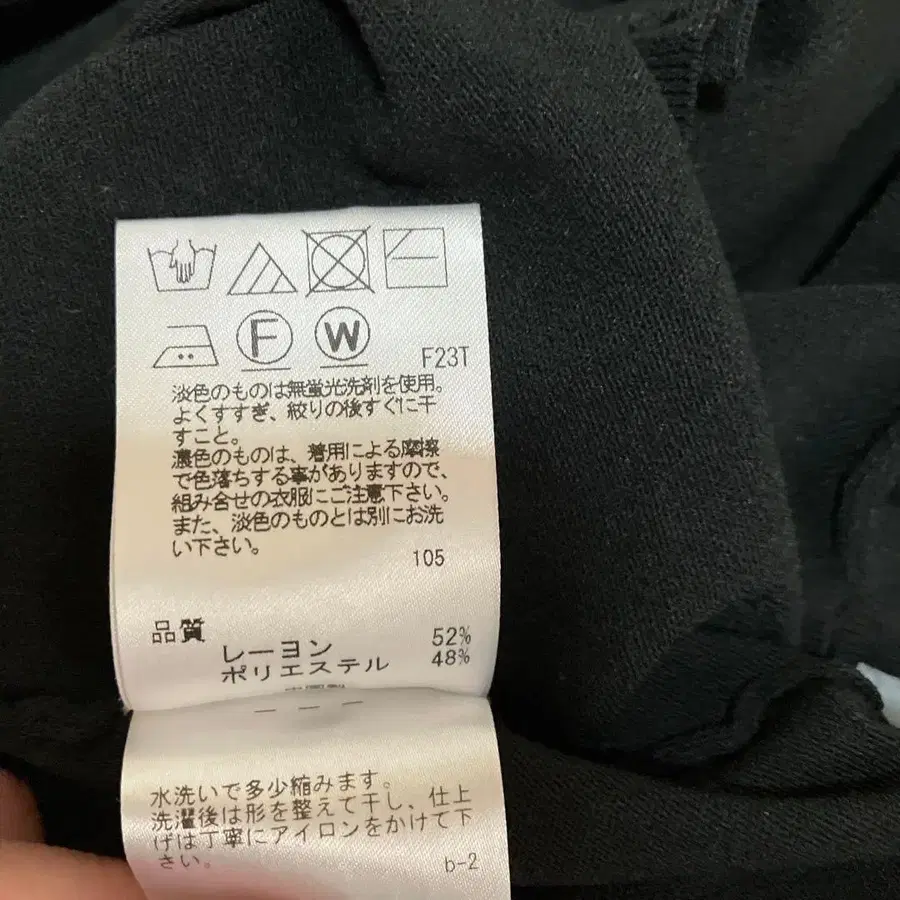 F
W
F23T
淡色のものは無蛍光洗剤を使用。
よくすすぎ、絞りの後すぐに干
すこと。
濃色のものは、着用による摩擦
で色落ちする事がありますので、
組み合せの衣服にご注意下さい。
また、淡色のものとは別にお洗
い下さい。
105
品質
レーヨン 52%
ポリエステル 48%
水洗いで多少縮みます。
洗濯後は形を整えて干し、仕上
げは丁寧にアイロンをかけて下
さい。
b-2